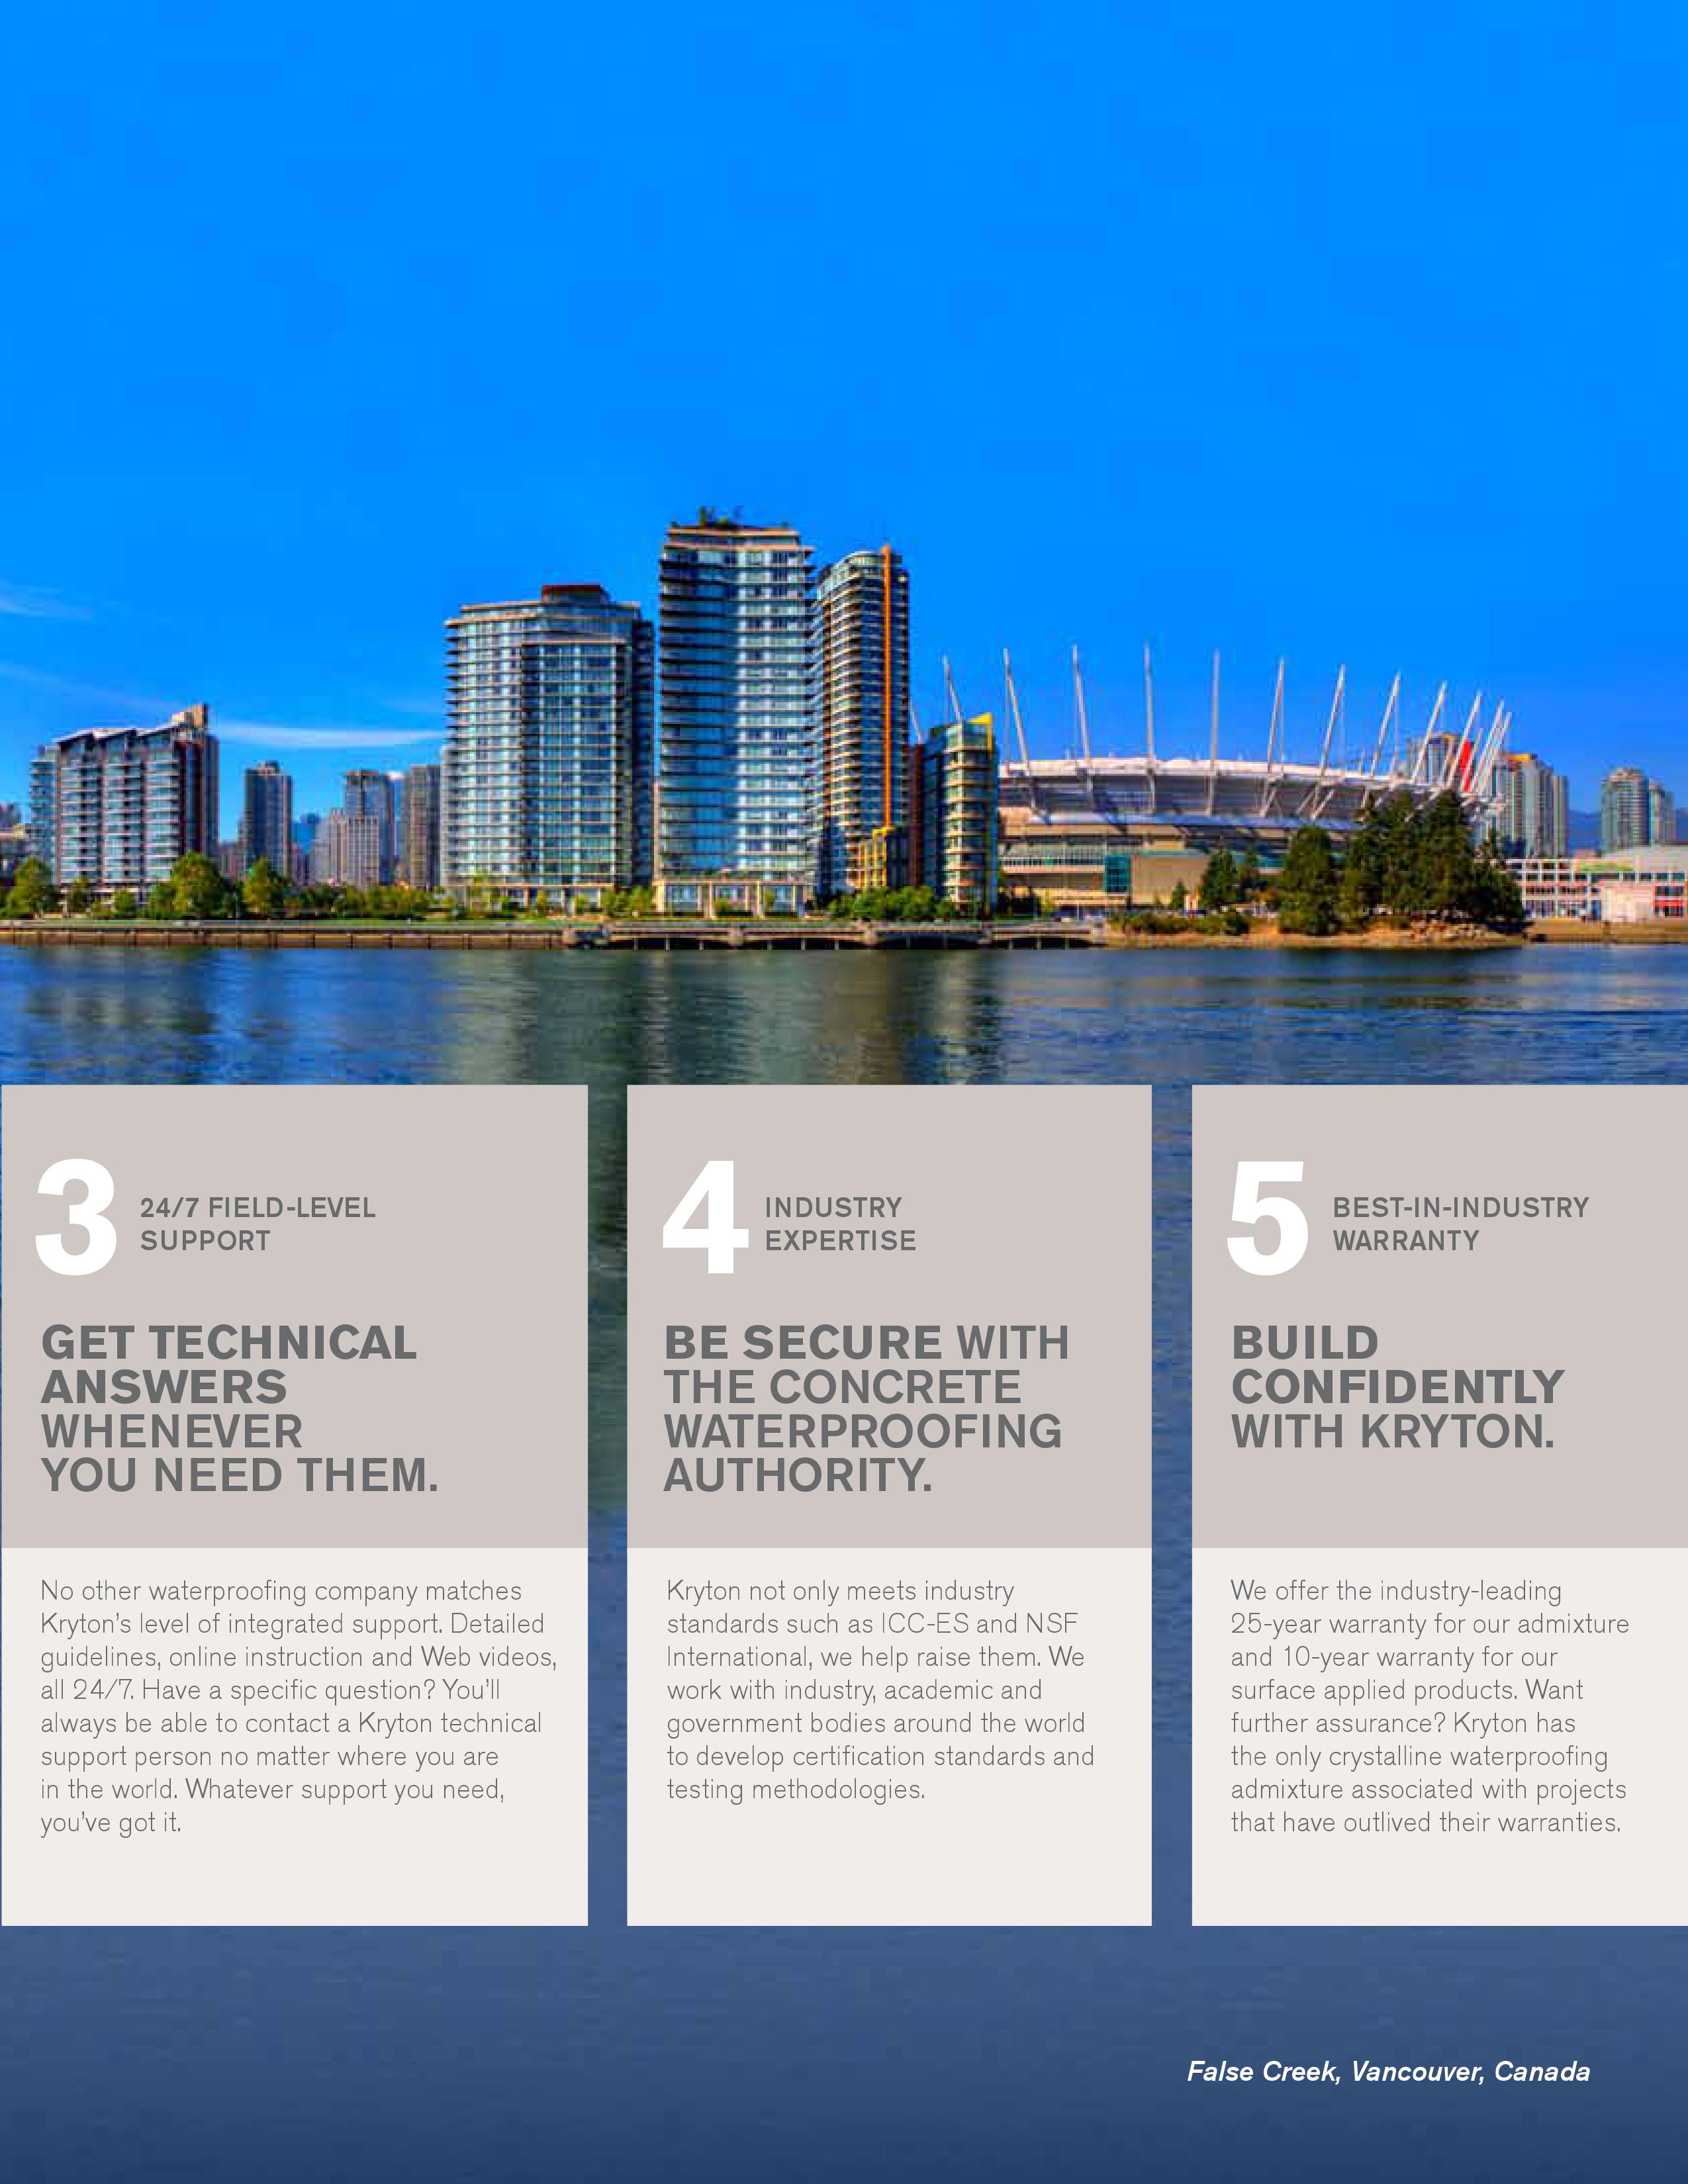 3
24/7 FIELD-LEVEL
SUPPORT
GET TECHNICAL
ANSWERS
WHENEVER
YOU NEED THEM.
No other waterproofing company matches
Kryton's level of integrated support. Detailed
guidelines, online instruction and Web videos,
all 24/7. Have a specific question? You'll
always be able to contact a Kryton technical
support person no matter where you are
in the world. Whatever support you need,
you've got it.
4
INDUSTRY
EXPERTISE
BE SECURE WITH
THE CONCRETE
WATERPROOFING
AUTHORITY.
Kryton not only meets industry
standards such as ICC-ES and NSF
International, we help raise them. We
work with industry, academic and
government bodies around the world
to develop certification standards and
testing methodologies.
5
BEST-IN-INDUSTRY
WARRANTY
BUILD
CONFIDENTLY
WITH KRYTON.
We offer the industry-leading
25-year warranty for our admixture
and 10-year warranty for our
surface applied products. Want
further assurance? Kryton has
the only crystalline waterproofing
admixture associated with projects
that have outlived their warranties.
False Creek, Vancouver, Canada